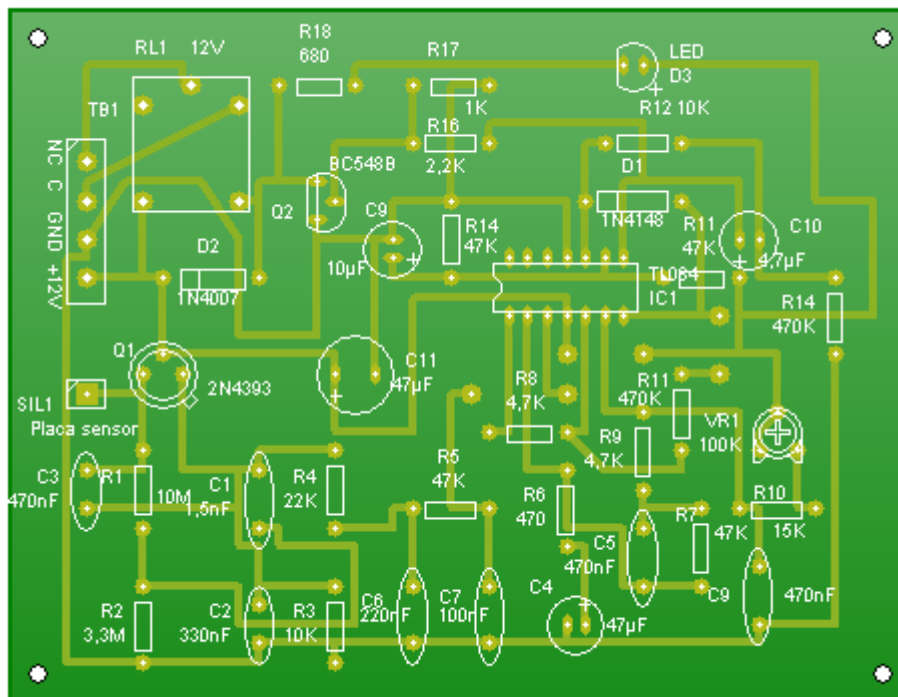 RL1 12V
TB1
R18
680
R17
1K
R16
2,2K
LED
D3
R12 10K
NC
C
GND
+12V
BC548B
Q2
D2
1N4007
C9
10µF
R14
47K
D1
1N4148
R11
47K
C10
4,7µF
TL084
IC1
R14
470K
Q1
2N4393
C11
47µF
SIL1
Placa sensor
R8
4,7K
R11
470K
VR1
100K
C3
470nF
R1
10M
C1
1,5nF
R4
22K
R5
47K
R6
470
R9
4,7K
C5
470nF
R7
47K
R10
15K
R2
3,3M
C2
330nF
R3
10K
C6
220nF
C7
100nF
C4
47µF
C9
470nF